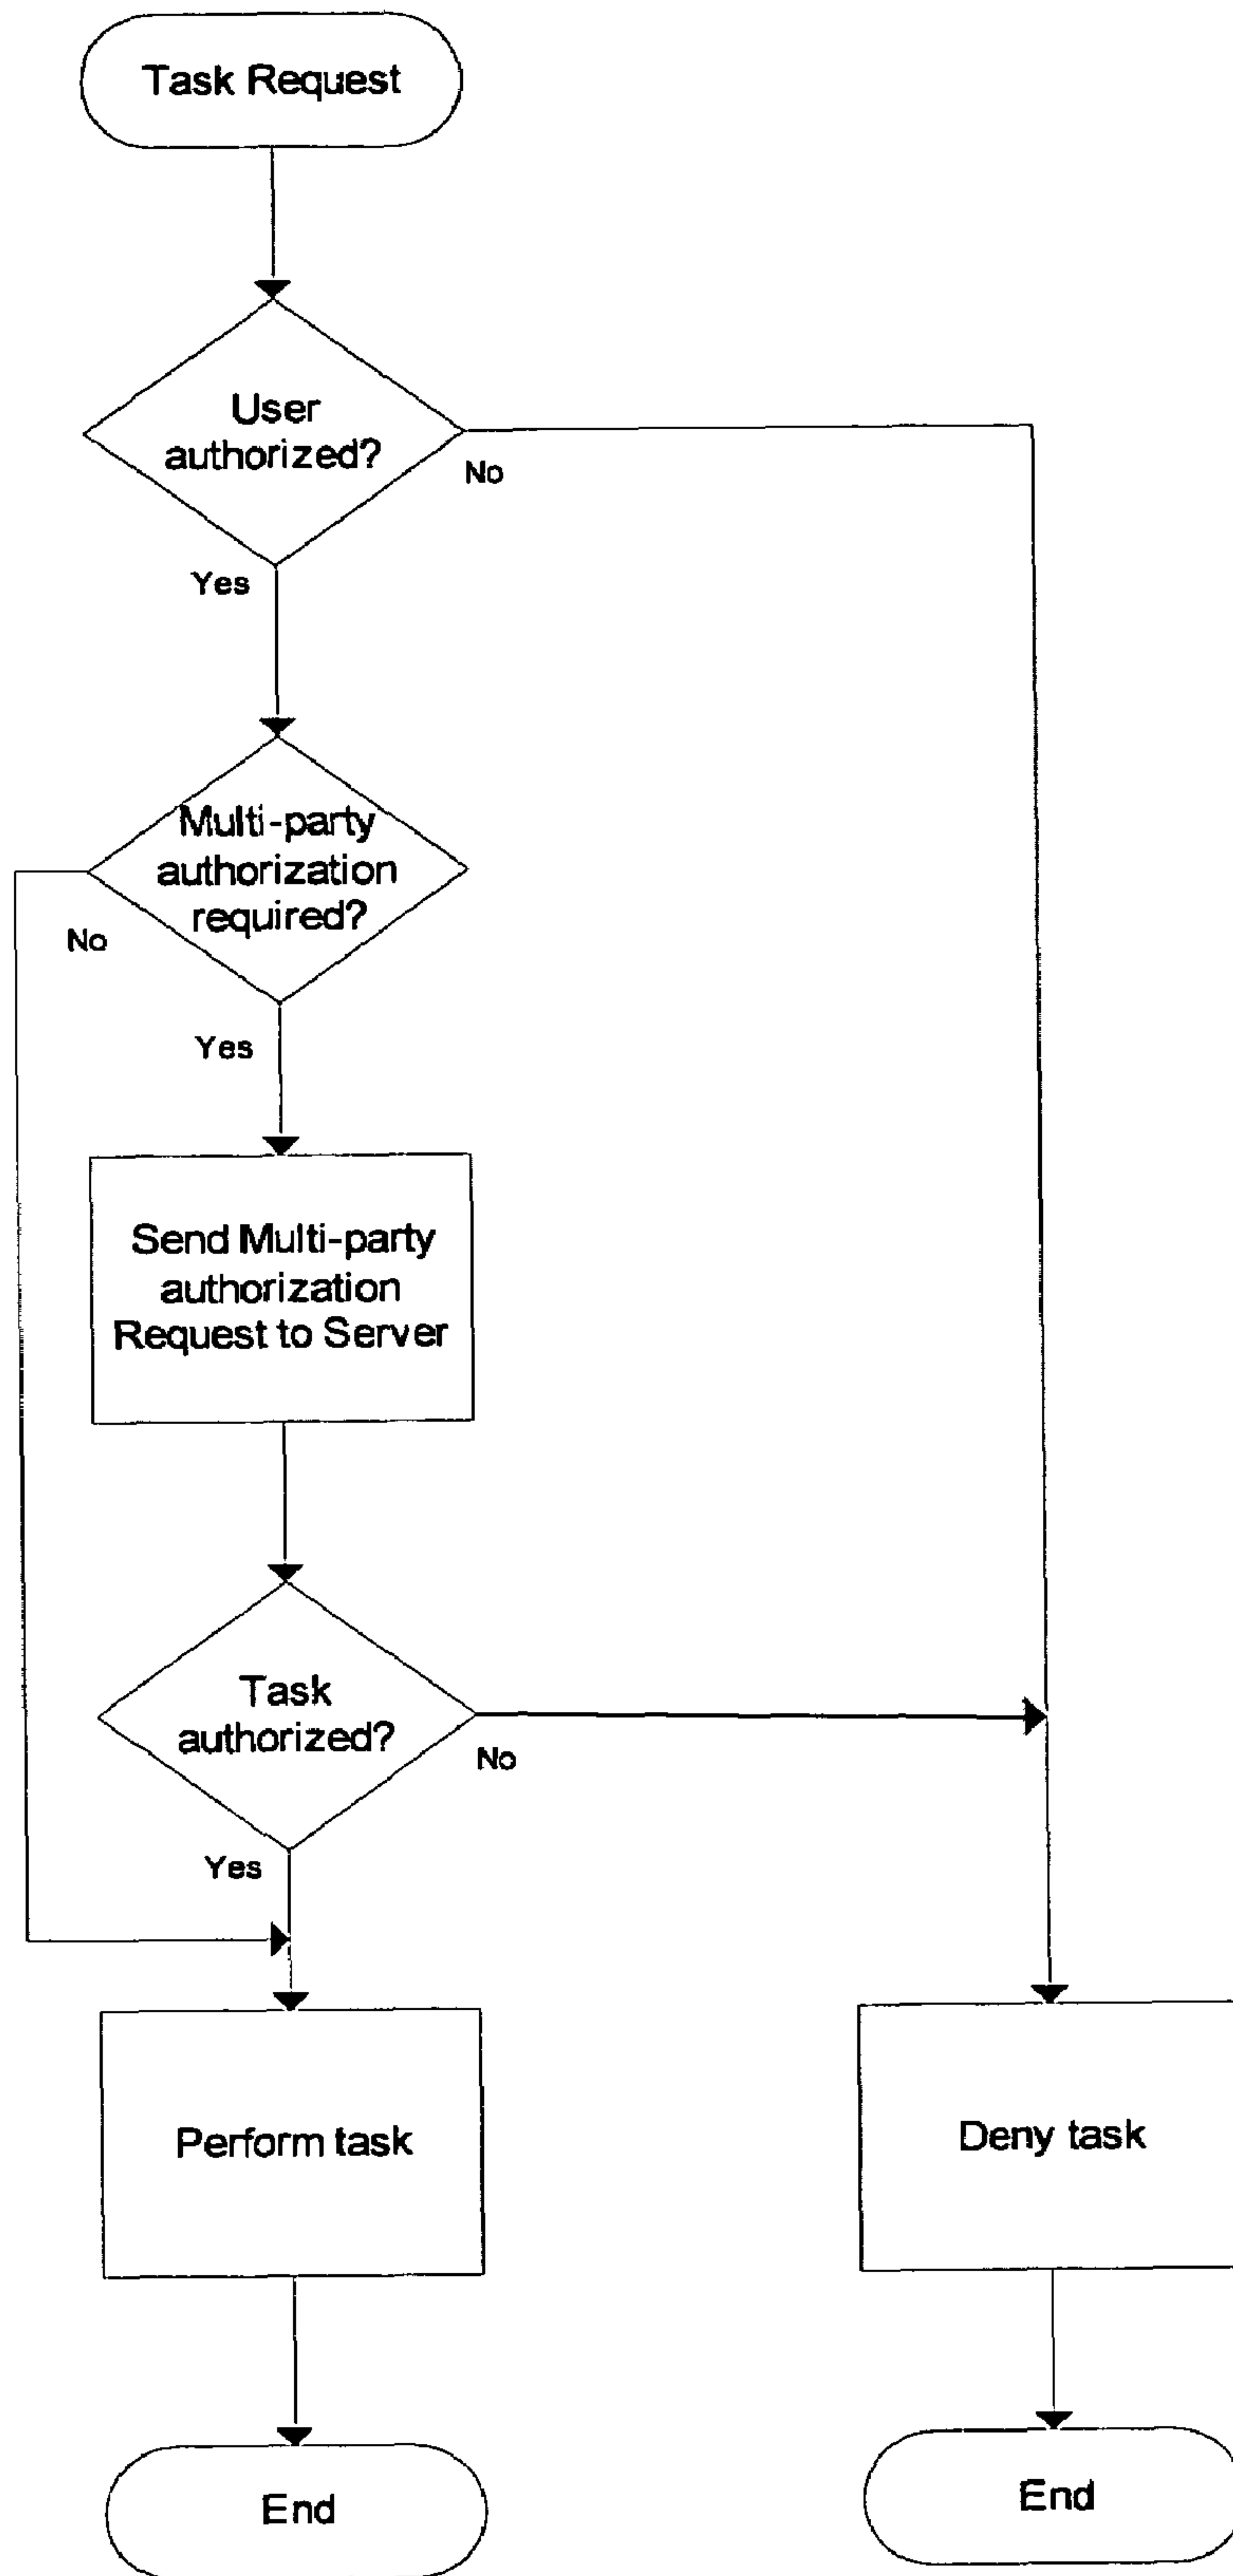 Task Request
User
authorized?
No
Yes
Multi-party
authorization
required?
No
Yes
Send Multi-party
authorization
Request to Server
Task
authorized?
No
Yes
Perform task
Deny task
End
End